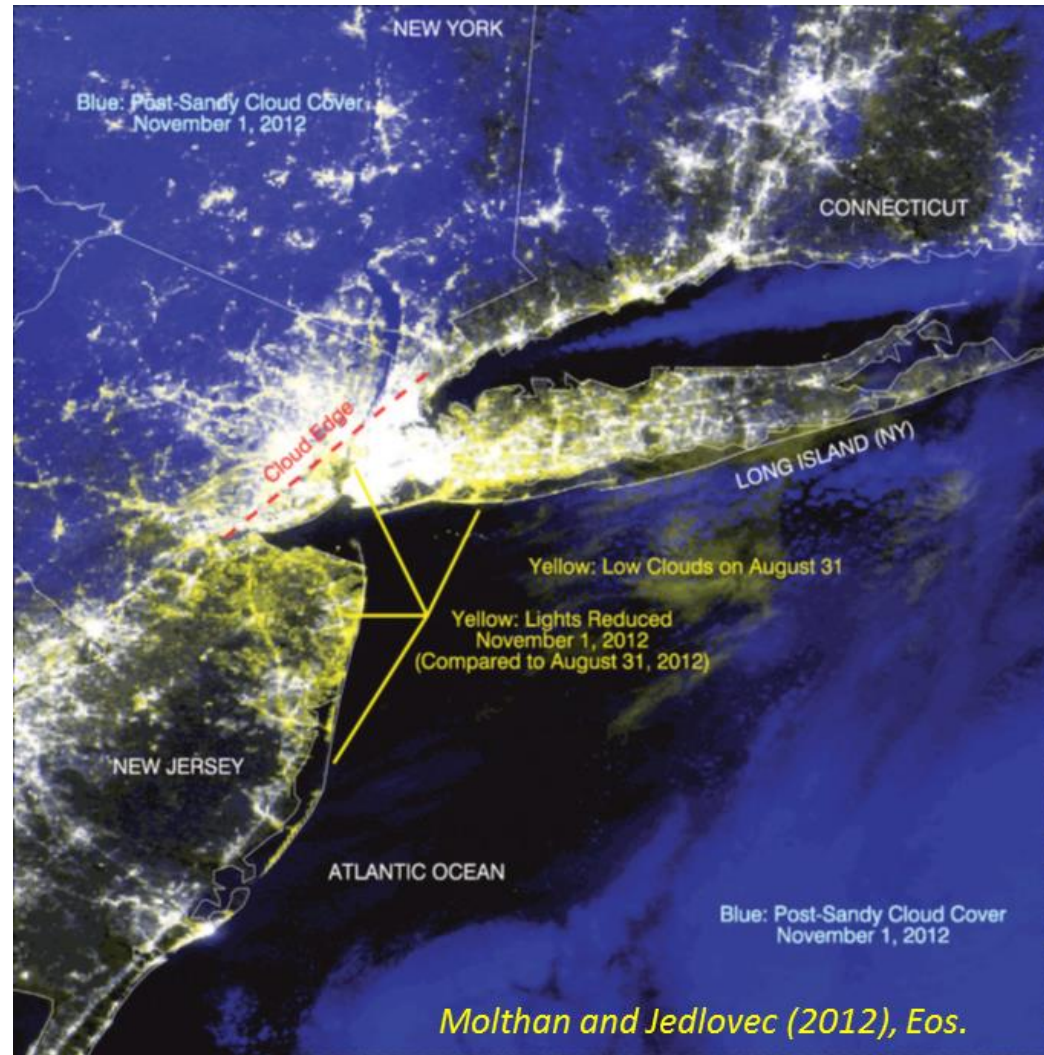 NEW YORK
Blue: Post-Sandy Cloud Cover
November 1, 2012
CONNECTICUT
Cloud Edge
LONG ISLAND (NY)
Yellow: Low Clouds on August 31
Yellow: Lights Reduced
November 1, 2012
(Compared to August 31, 2012)
NEW JERSEY
ATLANTIC OCEAN
Blue: Post-Sandy Cloud Cover
November 1, 2012
Molthan and Jedlovec (2012), Eos.